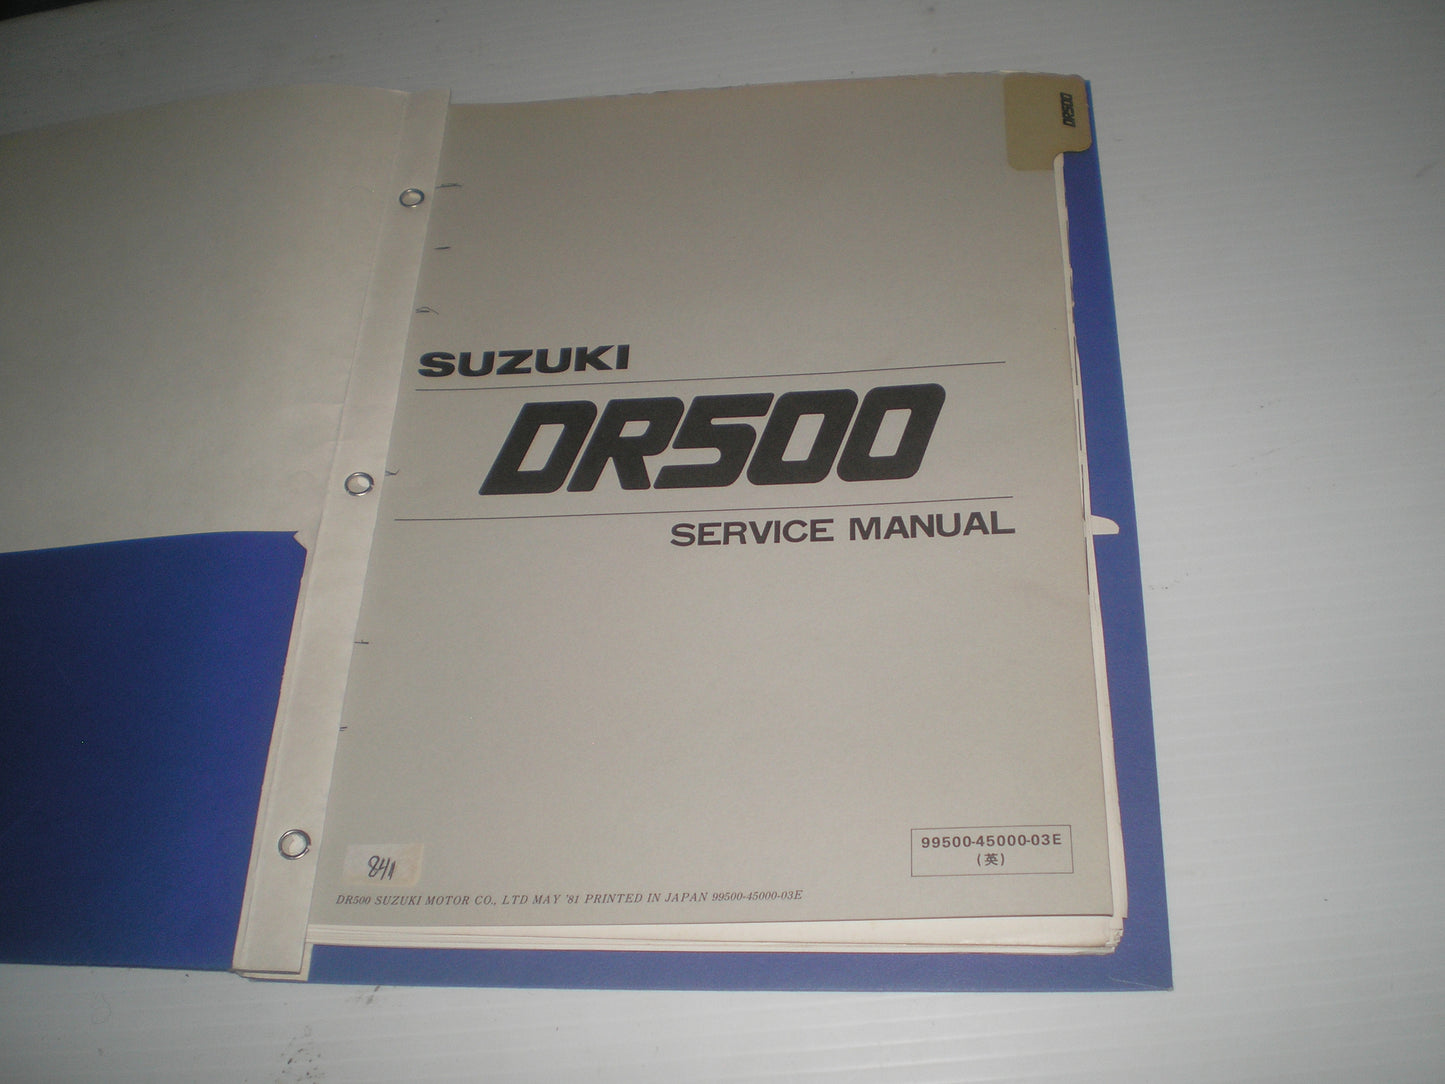 DR500
SUZUKI
DR500
SERVICE MANUAL
99500-45000-03E
(英)
DR500 SUZUKI MOTOR CO., LTD MAY '81 PRINTED IN JAPAN 99500-45000-03E